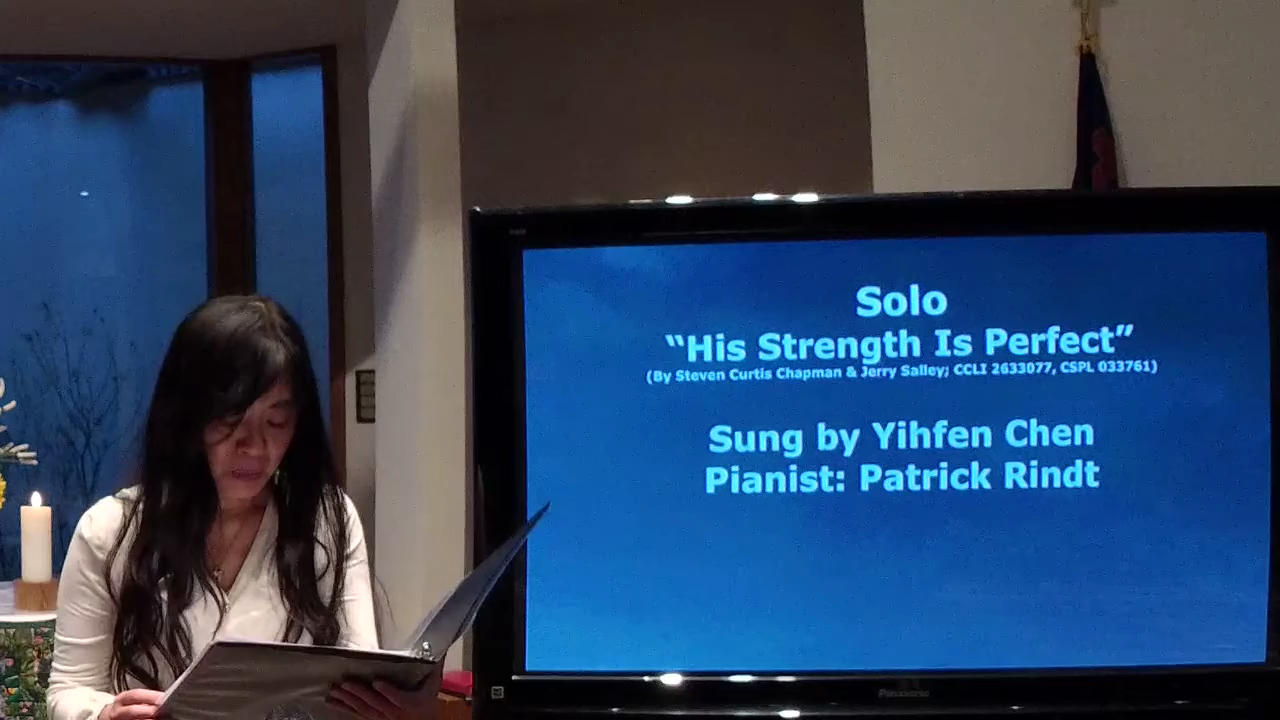 Solo
“His Strength Is Perfect”
(By Steven Curtis Chapman & Jerry Salley; CCLI 2633077, CSPL 033761)
Sung by Yihfen Chen
Pianist: Patrick Rindt
Panasonic